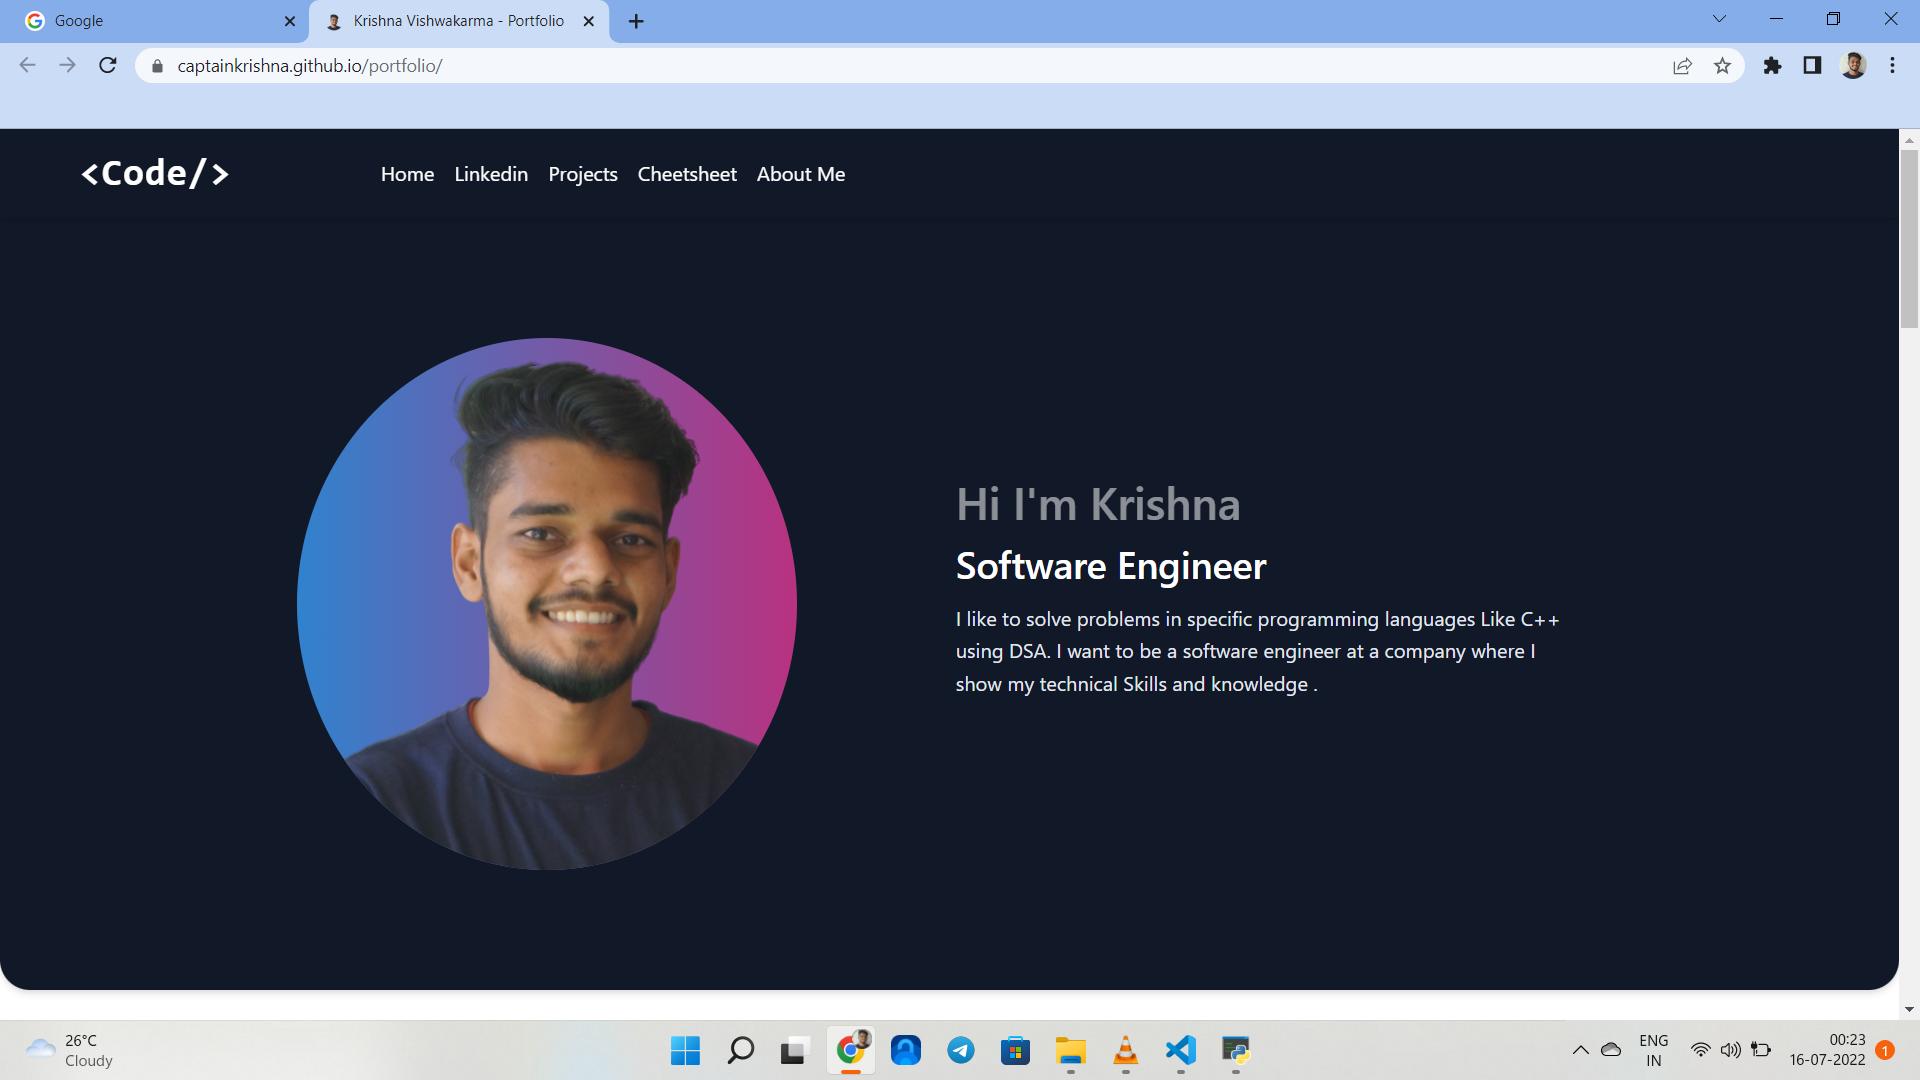 Google
Krishna Vishwakarma - Portfolio
captainkrishna.github.io/portfolio/
<Code/>
Home
Linkedin
Projects
Cheetsheet
About Me
Hi I'm Krishna
Software Engineer
I like to solve problems in specific programming languages Like C++
using DSA. I want to be a software engineer at a company where I
show my technical Skills and knowledge .
26°C
Cloudy
ENG
IN
00:23
16-07-2022
1